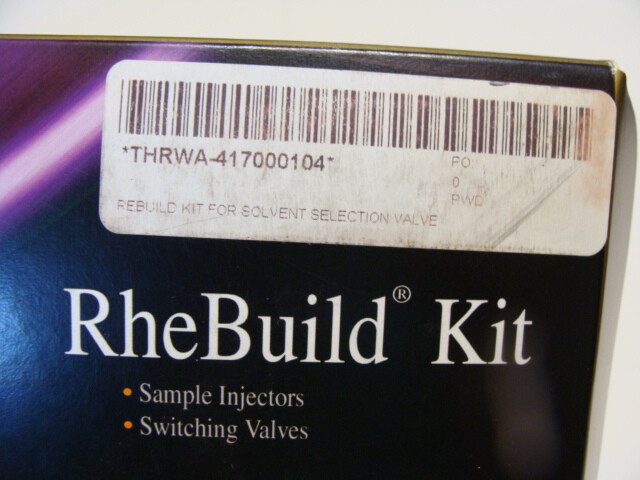 *THRWA-417000104*
PO:
0
PWD
REBUILD KIT FOR SOLVENT SELECTION VALVE
RheBuild® Kit
• Sample Injectors
• Switching Valves